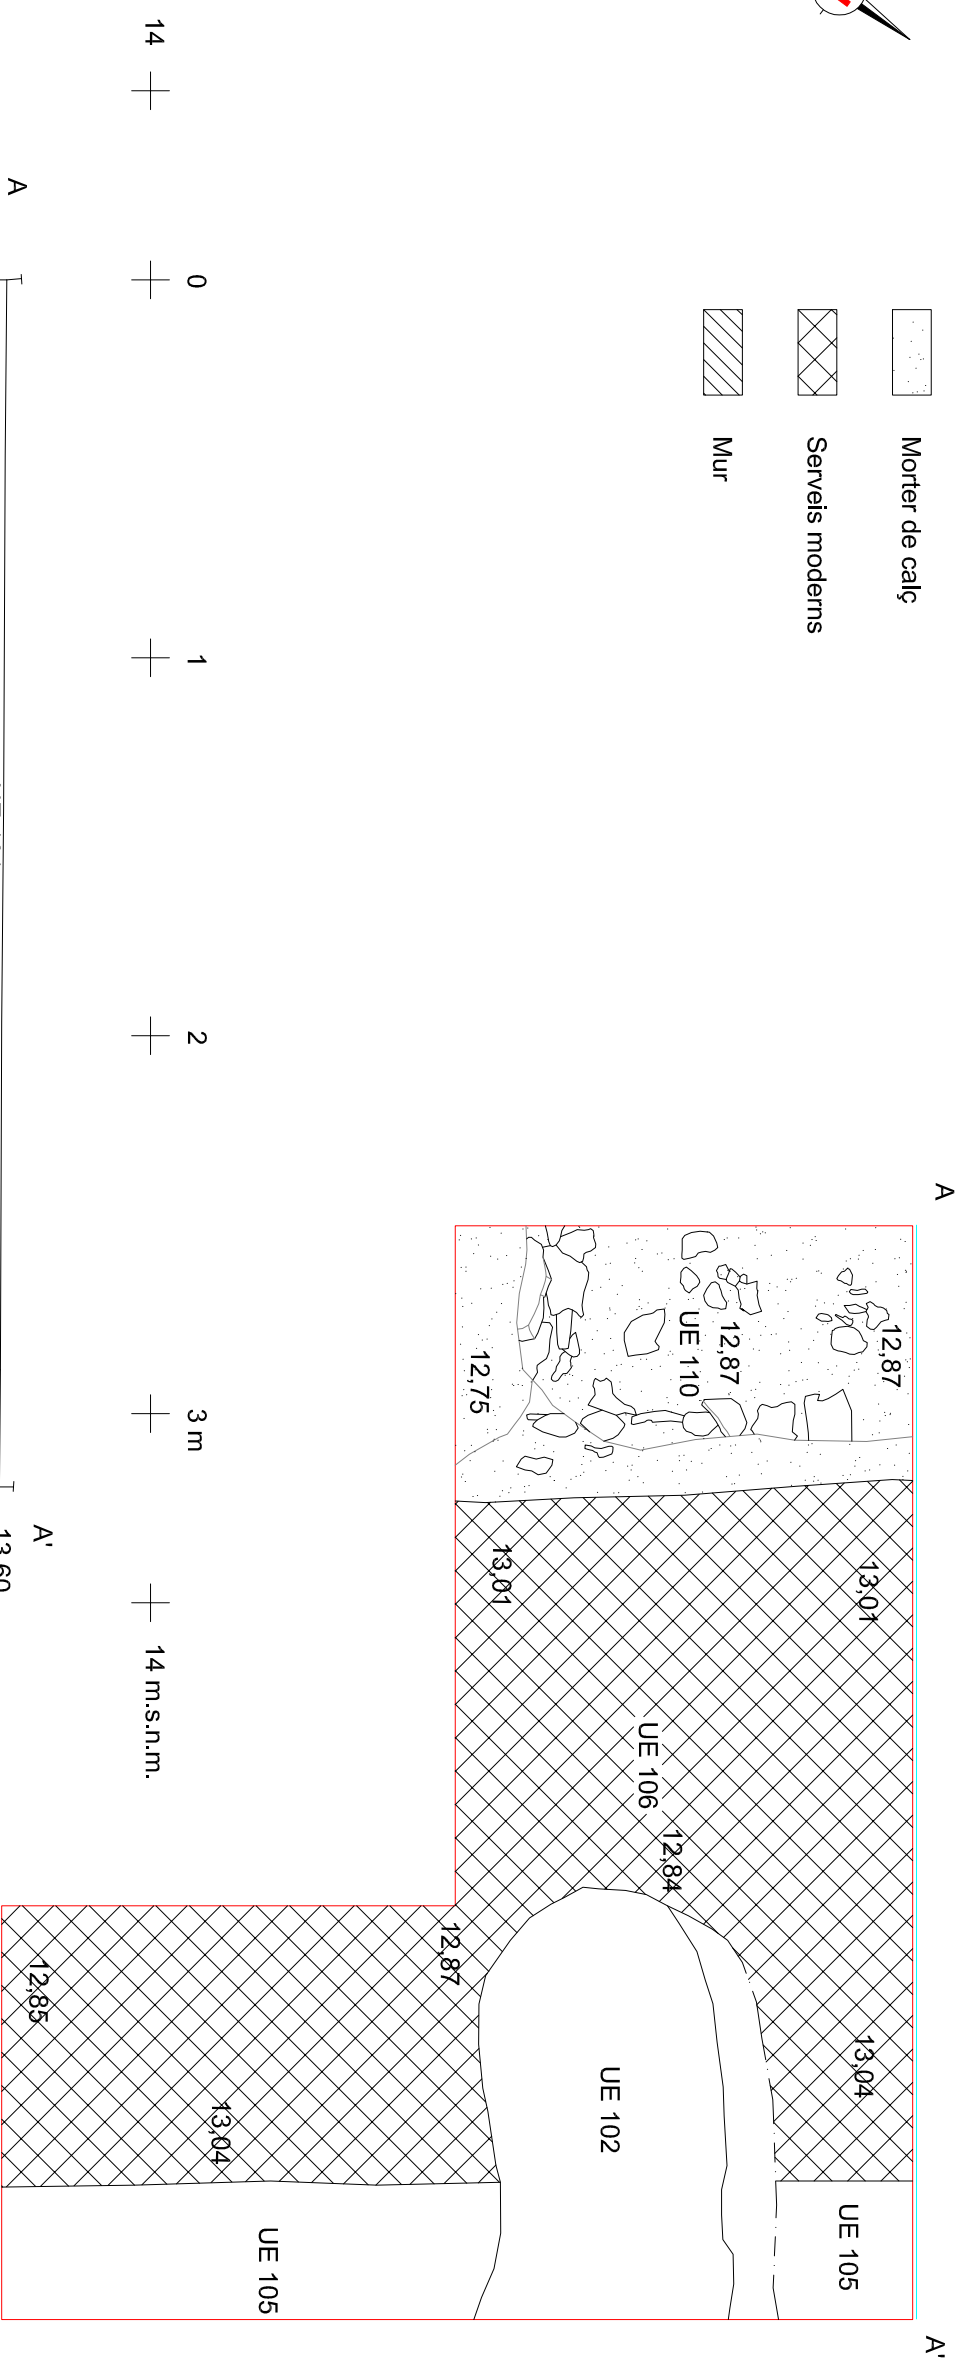 Morter de calç
Serveis moderns
Mur
A
A'
12,87
12,87
UE 110
12,75
13,01
13,01
UE 106
12,84
13,04
12,87
12,85
13,04
UE 102
UE 105
UE 105
0
1
2
3 m
14
14 m.s.n.m.
A
A'
13,60